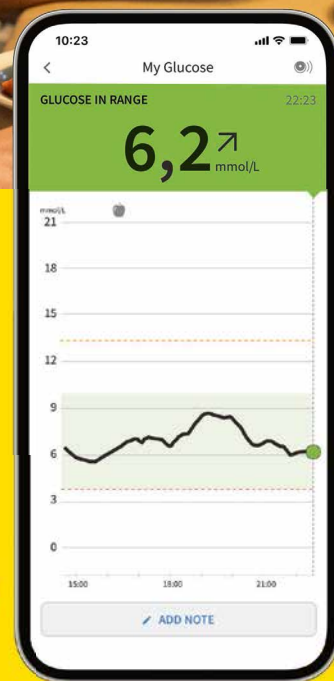 10:23
My Glucose
GLUCOSE IN RANGE 22:23
6,2 mmol/L
mmol/L
21
18
15
12
9
6
3
0
15:00 18:00 21:00
ADD NOTE